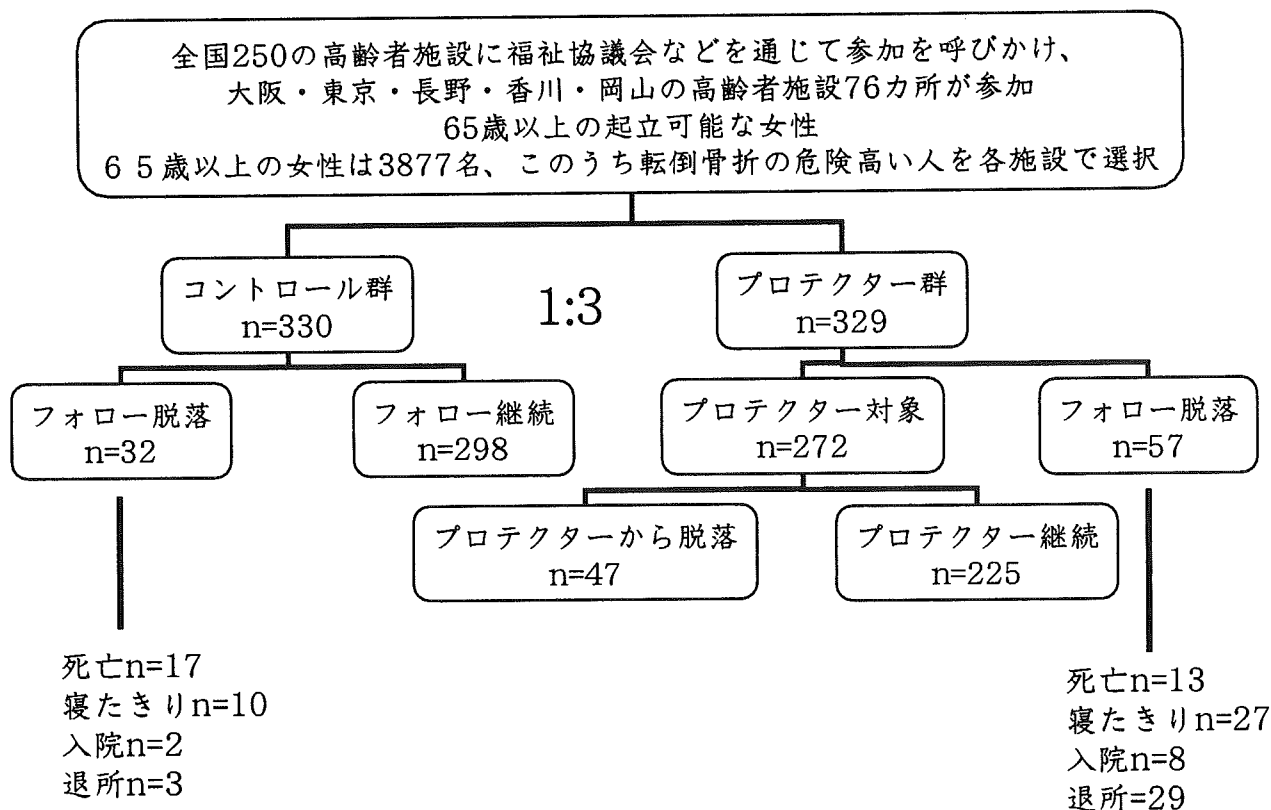 全国250の高齢者施設に福祉協議会などを通じて参加を呼びかけ、
大阪・東京・長野・香川・岡山の高齢者施設76カ所が参加
65歳以上の起立可能な女性
65歳以上の女性は3877名、このうち転倒骨折の危険高い人を各施設で選択
コントロール群
n=330
1:3
プロテクター群
n=329
フォロー脱落
n=32
フォロー継続
n=298
プロテクター対象
n=272
フォロー脱落
n=57
プロテクターから脱落
n=47
プロテクター継続
n=225
死亡n=17
寝たきりn=10
入院n=2
退所n=3
死亡n=13
寝たきりn=27
入院n=8
退所=29